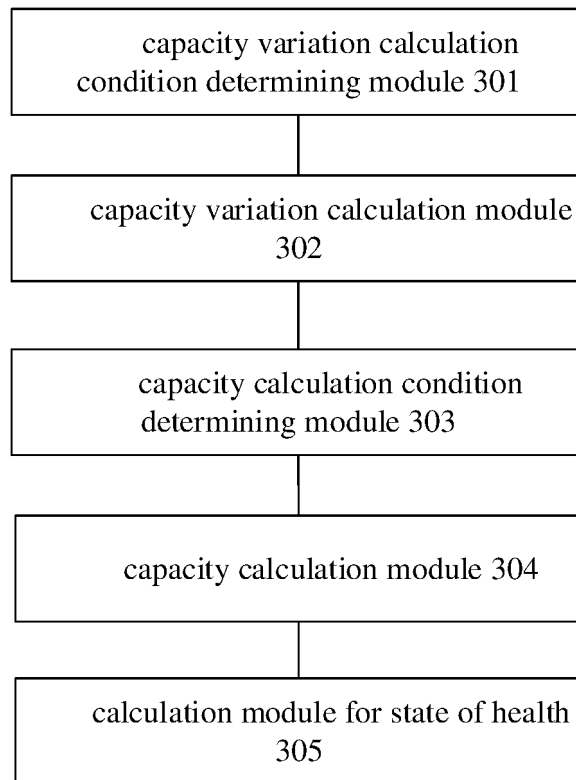 capacity variation calculation
condition determining module 301
capacity variation calculation module
302
capacity calculation condition
determining module 303
capacity calculation module 304
calculation module for state of health
305